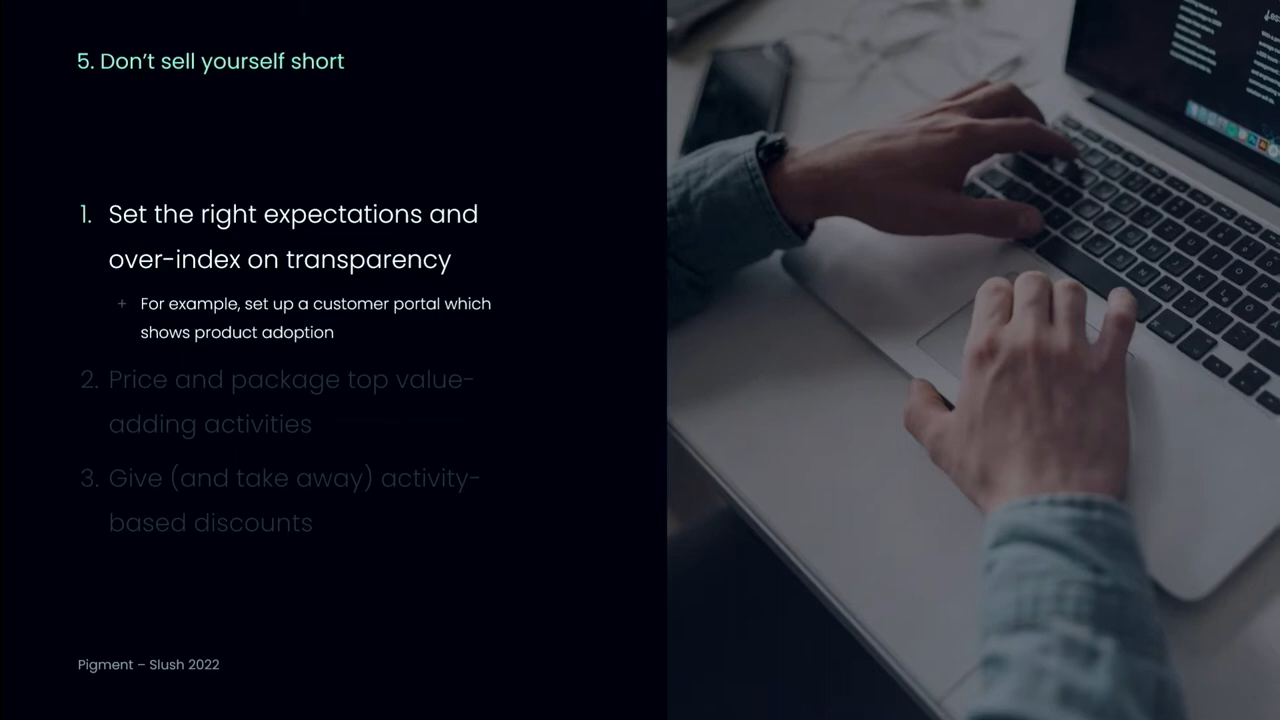 5. Don’t sell yourself short
1. Set the right expectations and
over-index on transparency
+ For example, set up a customer portal which
shows product adoption
2. Price and package top value-
adding activities
3. Give (and take away) activity-
based discounts
Pigment – Slush 2022